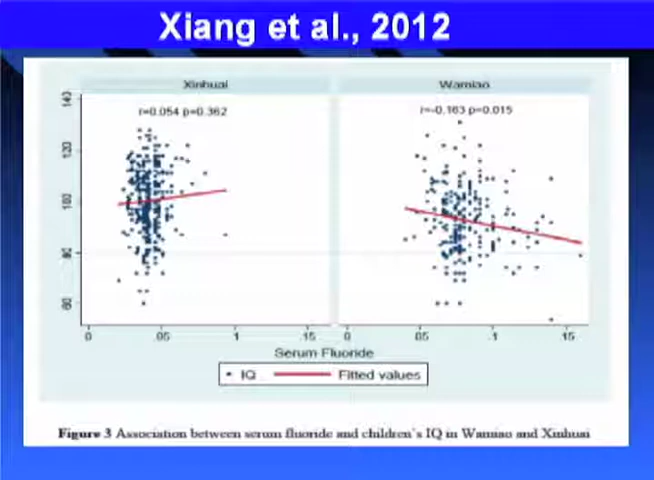 Xiang et al., 2012
Xinhuai
Wamiao
r=0.054 p=0.362
r=-0.163 p=0.015
140
120
100
80
60
0 .05 .1 .15
0 .05 .1 .15
Serum Fluoride
IQ Fitted values
Figure 3 Association between serum fluoride and children's IQ in Wamiao and Xinhuai